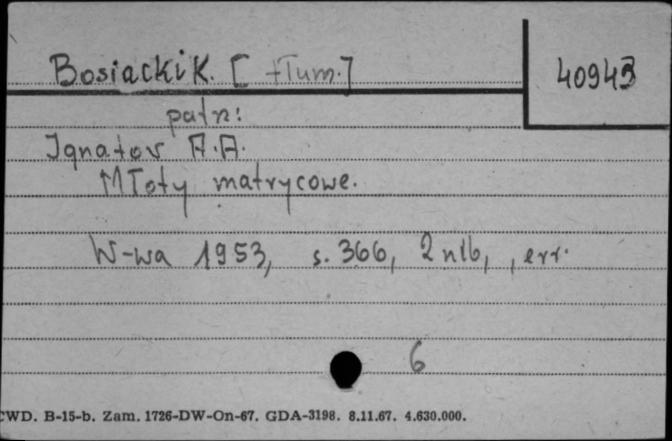 Bosiacki K. [tłum.]
40943
patrz:
Ignatov A.A.
Młoty matrycowe.
W-wa 1953, s. 366, 2 nlb, , err.
6
CWD. B-15-b. Zam. 1726-DW-On-67. GDA-3198. 8.11.67. 4.630.000.